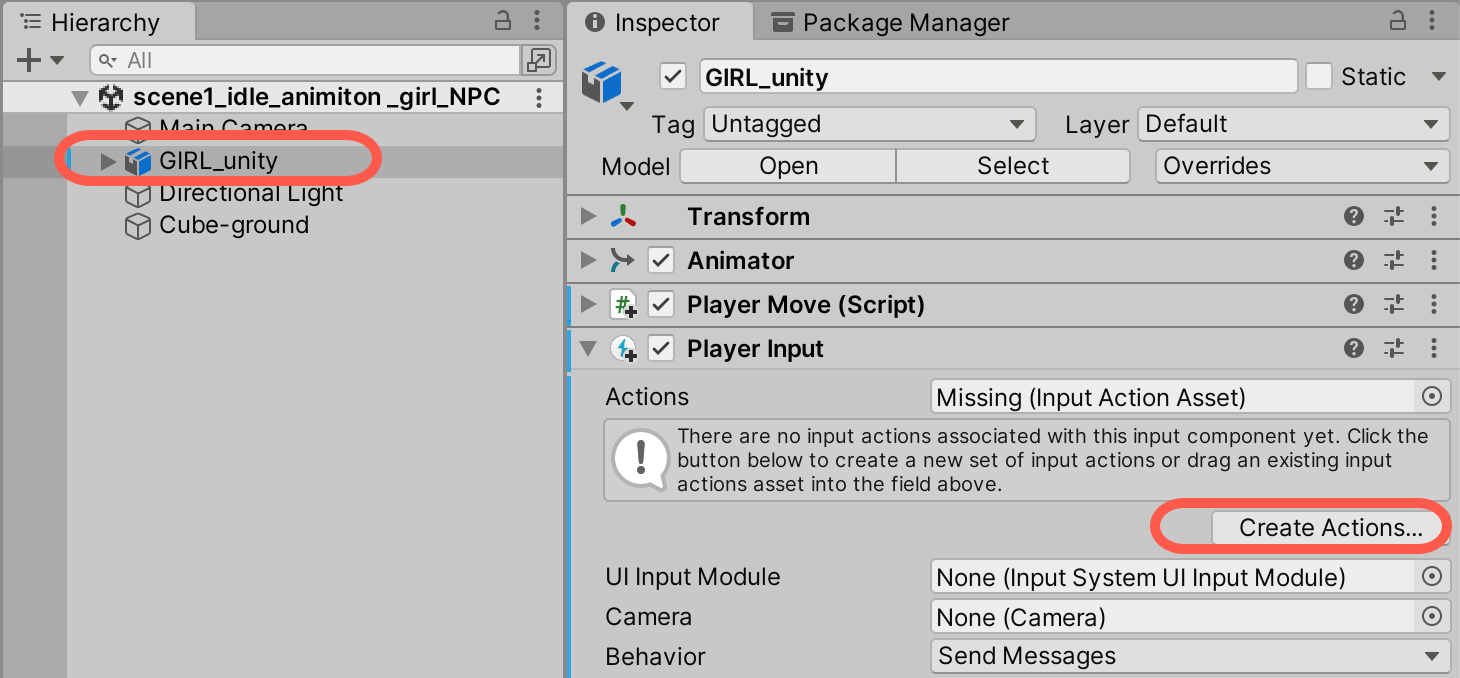 Hierarchy
All
scene1_idle_animiton _girl_NPC
Main Camera
GIRL_unity
Directional Light
Cube-ground
Inspector
Package Manager
GIRL_unity
Static
Tag Untagged Layer Default
Model Open Select Overrides
Transform
Animator
# Player Move (Script)
Player Input
Actions Missing (Input Action Asset)
There are no input actions associated with this input component yet. Click the
button below to create a new set of input actions or drag an existing input
actions asset into the field above.
Create Actions...
UI Input Module None (Input System UI Input Module)
Camera None (Camera)
Behavior Send Messages